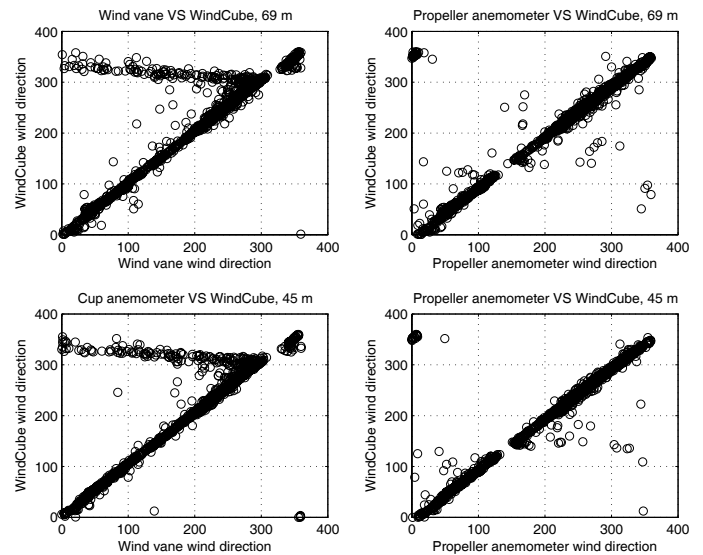 Wind vane VS WindCube, 69 m
400
300
200
100
0
WindCube wind direction
0 100 200 300 400
Wind vane wind direction
Propeller anemometer VS WindCube, 69 m
400
300
200
100
0
WindCube wind direction
0 100 200 300 400
Propeller anemometer wind direction
Cup anemometer VS WindCube, 45 m
400
300
200
100
0
WindCube wind direction
0 100 200 300 400
Wind vane wind direction
Propeller anemometer VS WindCube, 45 m
400
300
200
100
0
WindCube wind direction
0 100 200 300 400
Propeller anemometer wind direction